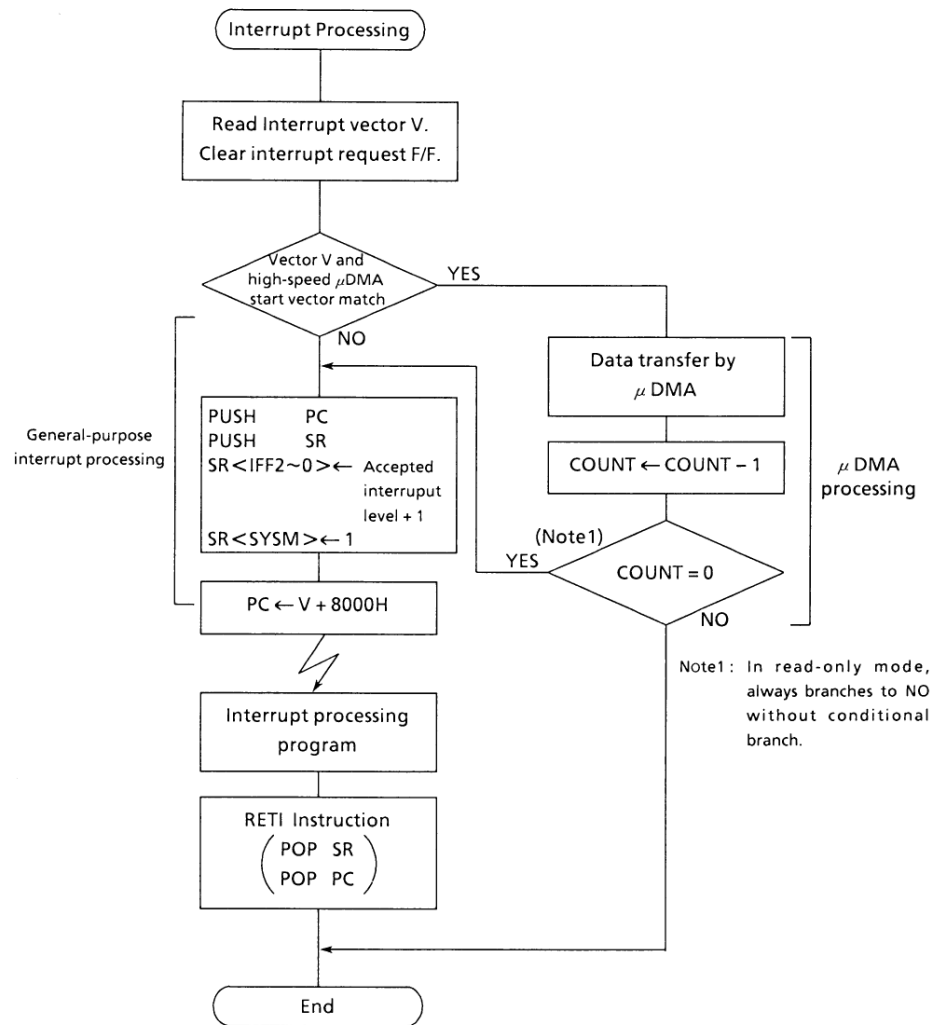 Interrupt Processing
Read Interrupt vector V.
Clear interrupt request F/F.
Vector V and
high-speed μDMA
start vector match
YES
NO
General-purpose
interrupt processing
PUSH PC
PUSH SR
SR<IFF2~0>← Accepted
interruput
level + 1
SR<SYSM>←1
PC ← V + 8000H
Interrupt processing
program
RETI Instruction
POP SR
POP PC
Data transfer by
μ DMA
COUNT ← COUNT – 1
(Note1)
YES
COUNT = 0
NO
μ DMA
processing
Note1 : In read-only mode,
always branches to NO
without conditional
branch.
End